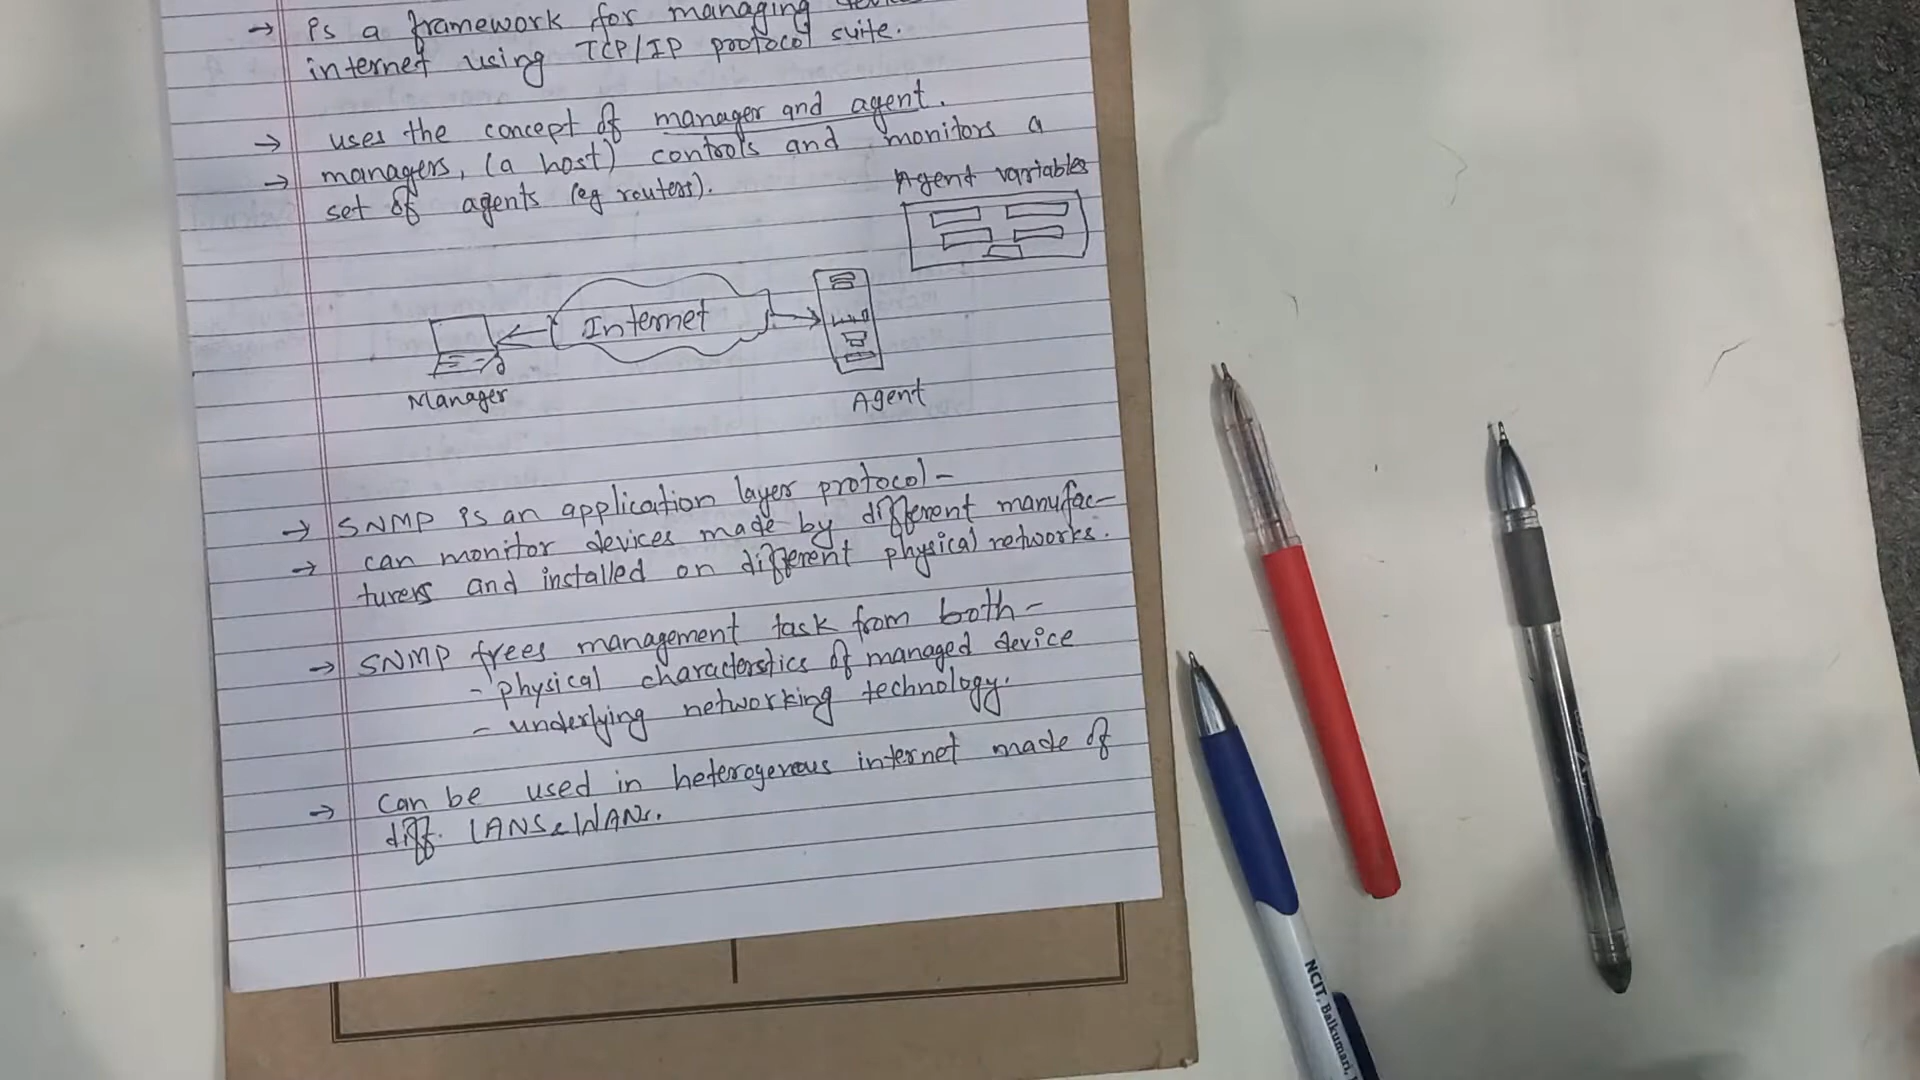 → is a framework for managing
internet using TCP/IP protocol suite.
→ uses the concept of manager and agent.
→ managers, (a host) controls and monitors a
set of agents (eg routers).
Agent variables
Internet
Manager
Agent
→ SNMP is an application layer protocol -
→ can monitor devices made by different manufac-
turers and installed on different physical networks.
→ SNMP frees management task from both -
- physical characterstics of managed device
- underlying networking technology.
→ can be used in heterogeneous internet made of
diff. LANS & WANs.
NCIT, Balkumari,